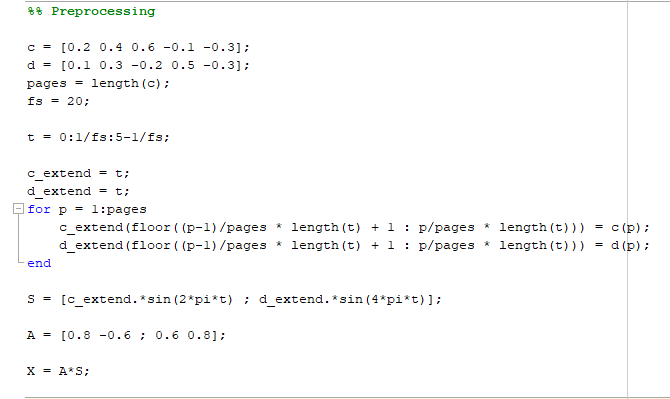 %% Preprocessing
c = [0.2 0.4 0.6 -0.1 -0.3];
d = [0.1 0.3 -0.2 0.5 -0.3];
pages = length(c);
fs = 20;
t = 0:1/fs:5-1/fs;
c_extend = t;
d_extend = t;
for p = 1:pages
    c_extend(floor((p-1)/pages * length(t) + 1 : p/pages * length(t))) = c(p);
    d_extend(floor((p-1)/pages * length(t) + 1 : p/pages * length(t))) = d(p);
end
S = [c_extend.*sin(2*pi*t) ; d_extend.*sin(4*pi*t)];
A = [0.8 -0.6 ; 0.6 0.8];
X = A*S;